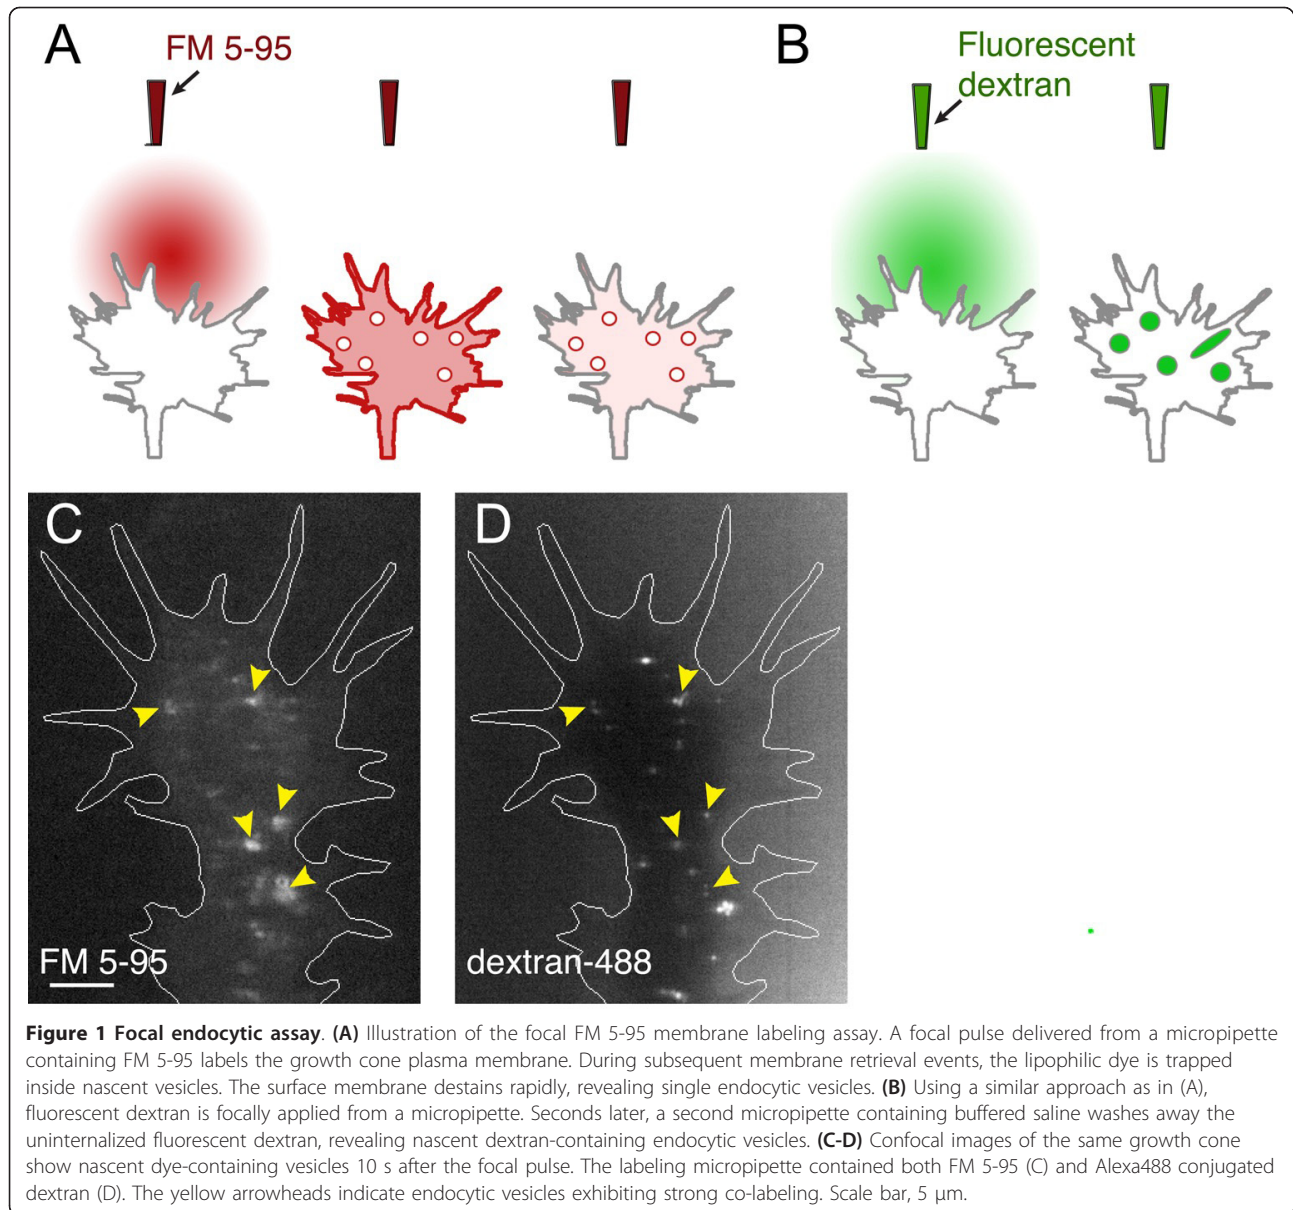 A
FM 5-95
B
Fluorescent
dextran
C
FM 5-95
D
dextran-488
Figure 1 Focal endocytic assay. (A) Illustration of the focal FM 5-95 membrane labeling assay. A focal pulse delivered from a micropipette
containing FM 5-95 labels the growth cone plasma membrane. During subsequent membrane retrieval events, the lipophilic dye is trapped
inside nascent vesicles. The surface membrane destains rapidly, revealing single endocytic vesicles. (B) Using a similar approach as in (A),
fluorescent dextran is focally applied from a micropipette. Seconds later, a second micropipette containing buffered saline washes away the
uninternalized fluorescent dextran, revealing nascent dextran-containing endocytic vesicles. (C-D) Confocal images of the same growth cone
show nascent dye-containing vesicles 10 s after the focal pulse. The labeling micropipette contained both FM 5-95 (C) and Alexa488 conjugated
dextran (D). The yellow arrowheads indicate endocytic vesicles exhibiting strong co-labeling. Scale bar, 5 μm.